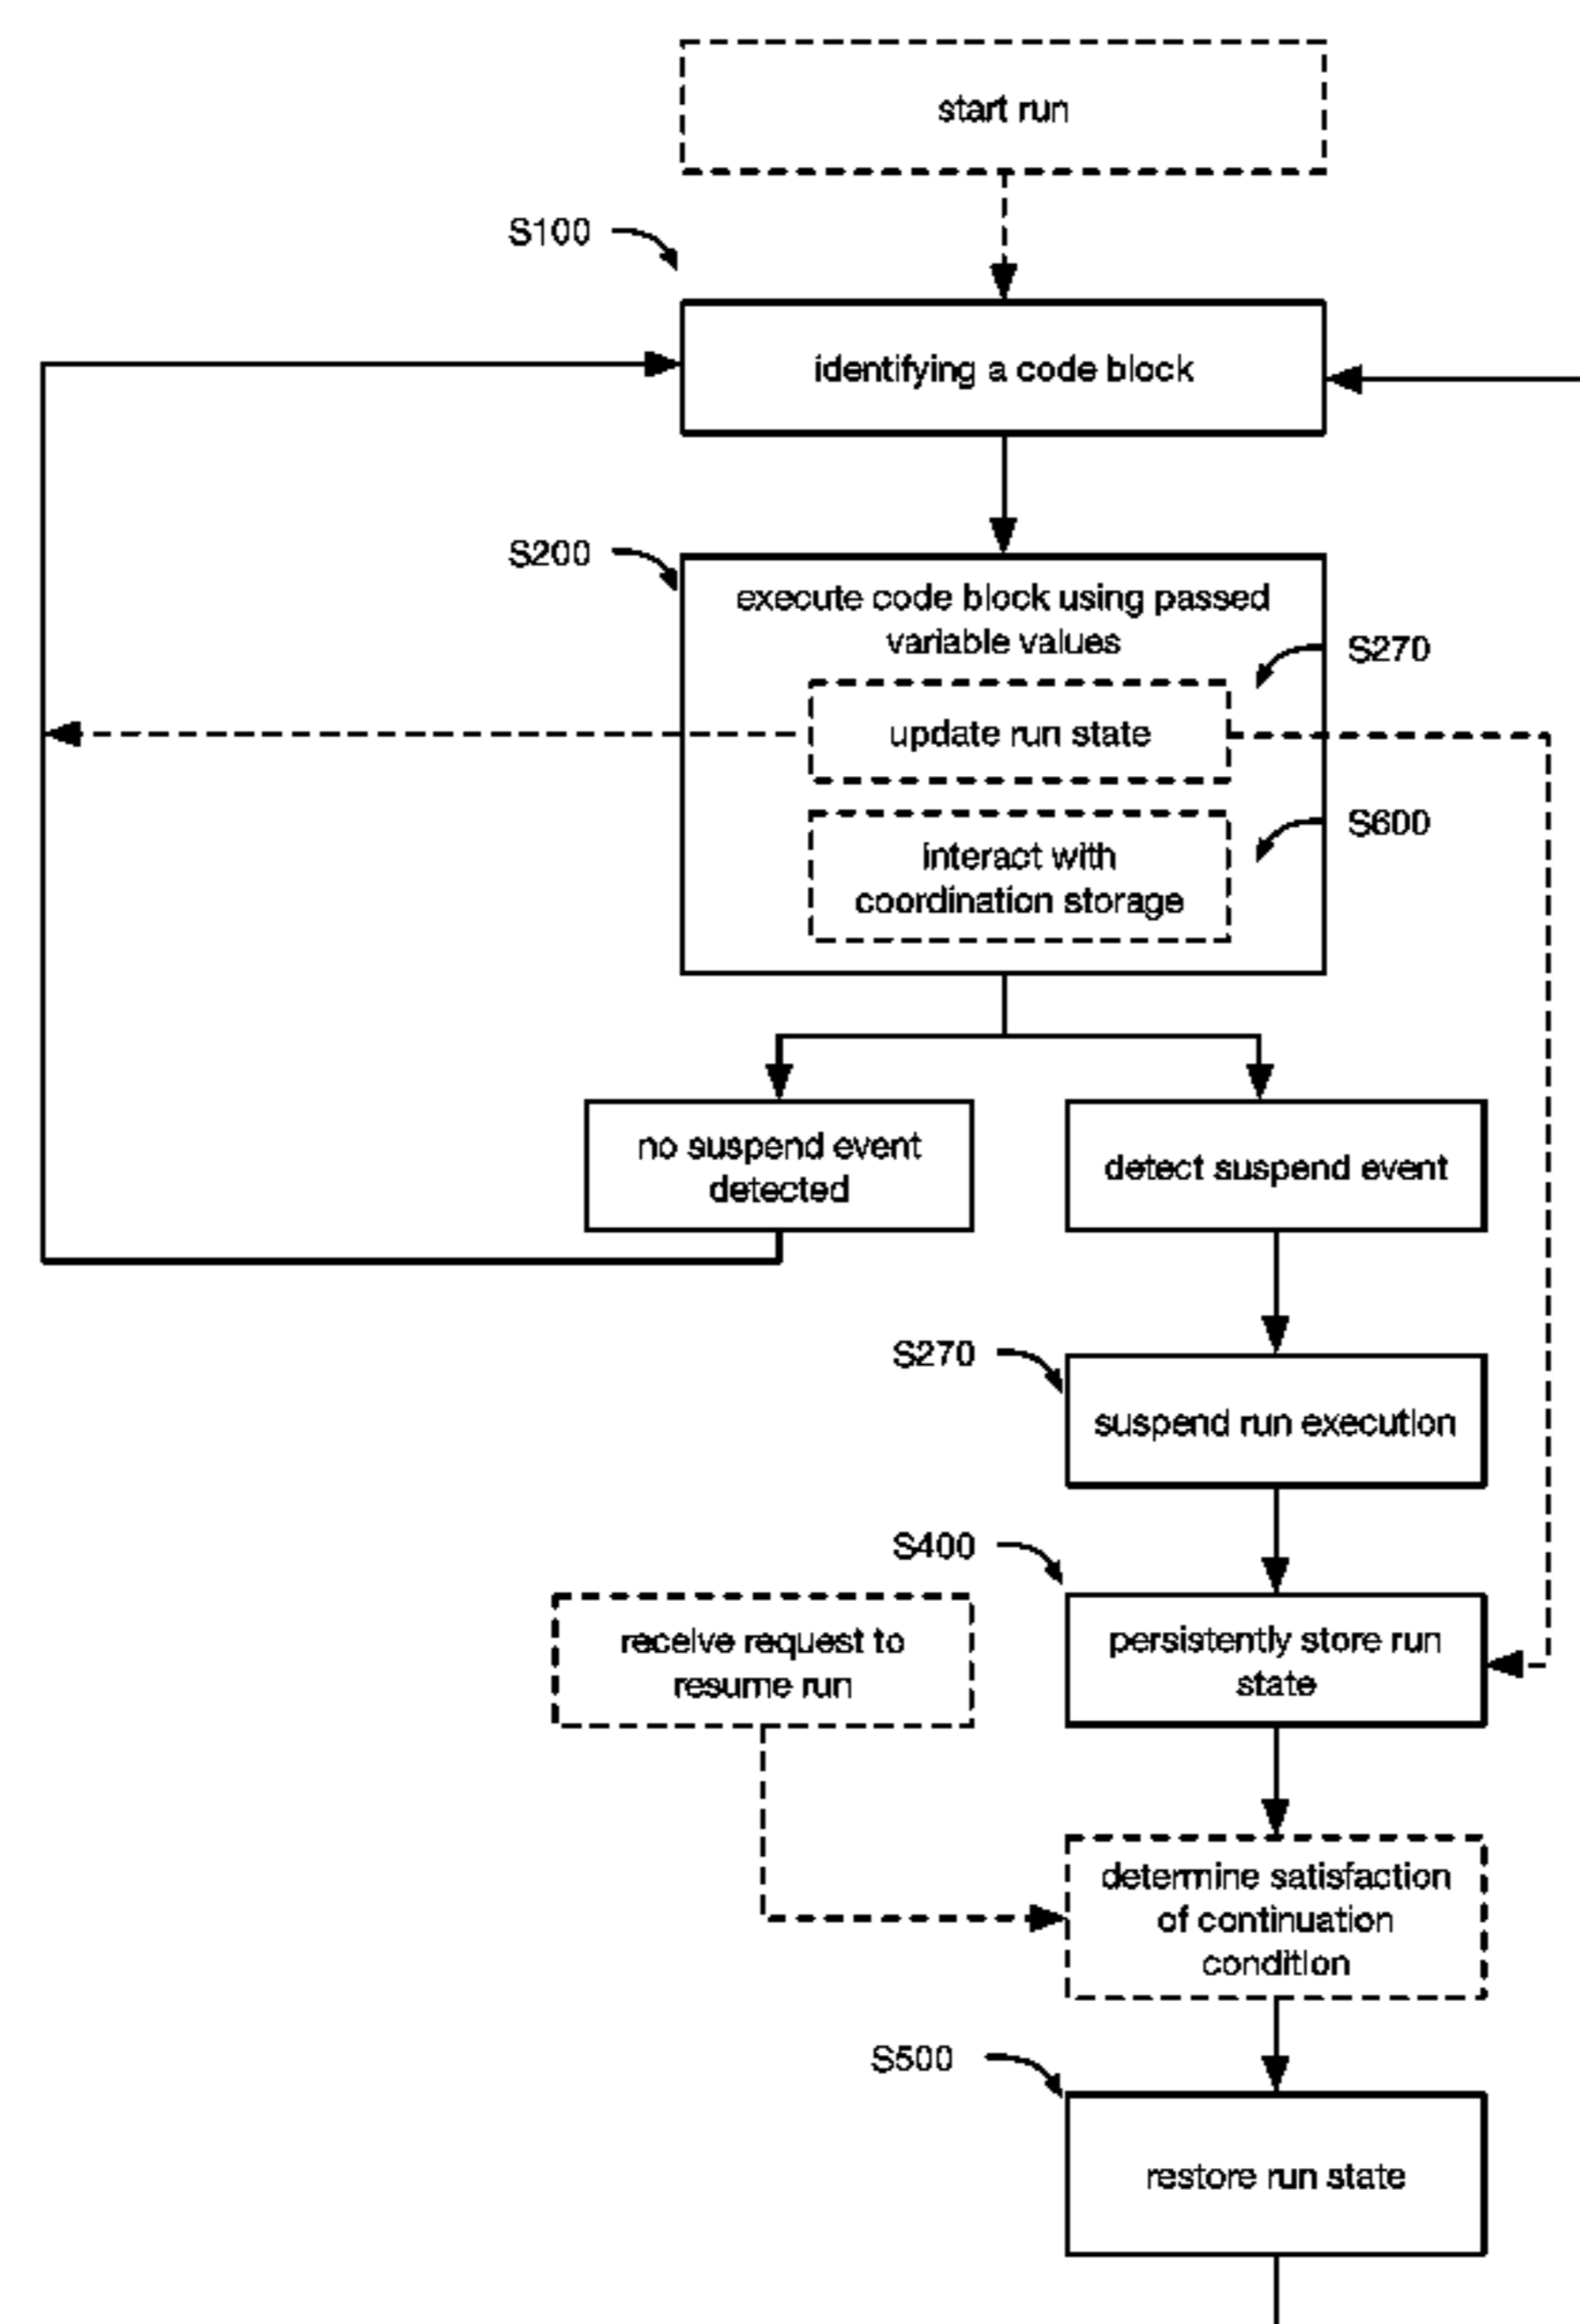 start run
S100
identifying a code block
S200
execute code block using passed
variable values
S270
update run state
S600
interact with
coordination storage
no suspend event
detected
detect suspend event
S270
suspend run execution
S400
receive request to
resume run
persistently store run
state
determine satisfaction
of continuation
condition
S500
restore run state